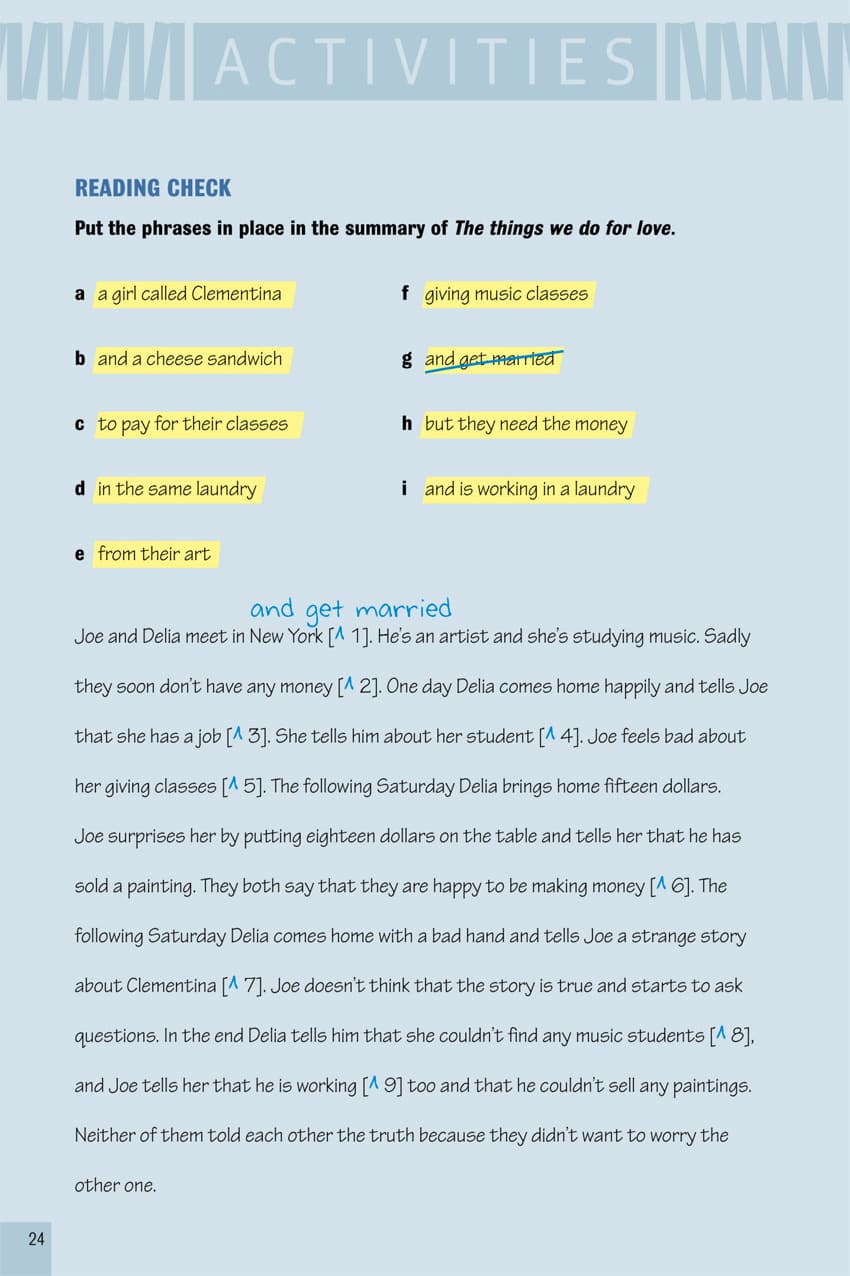 ACTIVITIES
READING CHECK
Put the phrases in place in the summary of The things we do for love.
a a girl called Clementina
f giving music classes
b and a cheese sandwich
g and get married
c to pay for their classes
h but they need the money
d in the same laundry
i and is working in a laundry
e from their art
and get married
Joe and Delia meet in New York [^ 1]. He's an artist and she's studying music. Sadly
they soon don't have any money [^ 2]. One day Delia comes home happily and tells Joe
that she has a job [^ 3]. She tells him about her student [^ 4]. Joe feels bad about
her giving classes [^ 5]. The following Saturday Delia brings home fifteen dollars.
Joe surprises her by putting eighteen dollars on the table and tells her that he has
sold a painting. They both say that they are happy to be making money [^ 6]. The
following Saturday Delia comes home with a bad hand and tells Joe a strange story
about Clementina [^ 7]. Joe doesn't think that the story is true and starts to ask
questions. In the end Delia tells him that she couldn't find any music students [^ 8],
and Joe tells her that he is working [^ 9] too and that he couldn't sell any paintings.
Neither of them told each other the truth because they didn't want to worry the
other one.
24